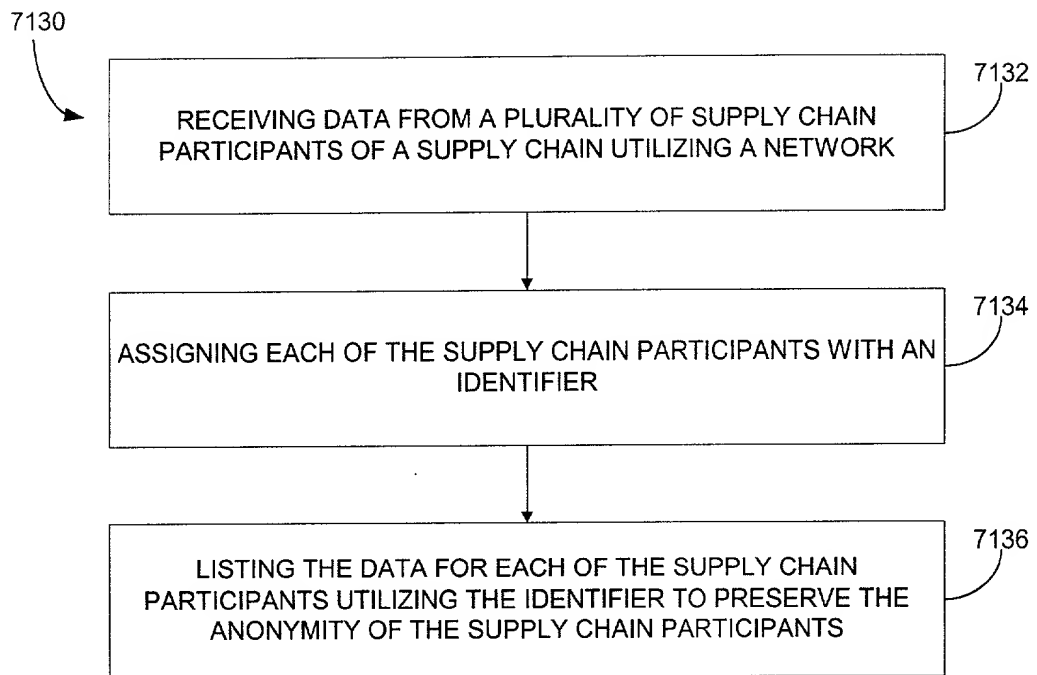 7130
7132
RECEIVING DATA FROM A PLURALITY OF SUPPLY CHAIN
PARTICIPANTS OF A SUPPLY CHAIN UTILIZING A NETWORK
7134
ASSIGNING EACH OF THE SUPPLY CHAIN PARTICIPANTS WITH AN
IDENTIFIER
7136
LISTING THE DATA FOR EACH OF THE SUPPLY CHAIN
PARTICIPANTS UTILIZING THE IDENTIFIER TO PRESERVE THE
ANONYMITY OF THE SUPPLY CHAIN PARTICIPANTS